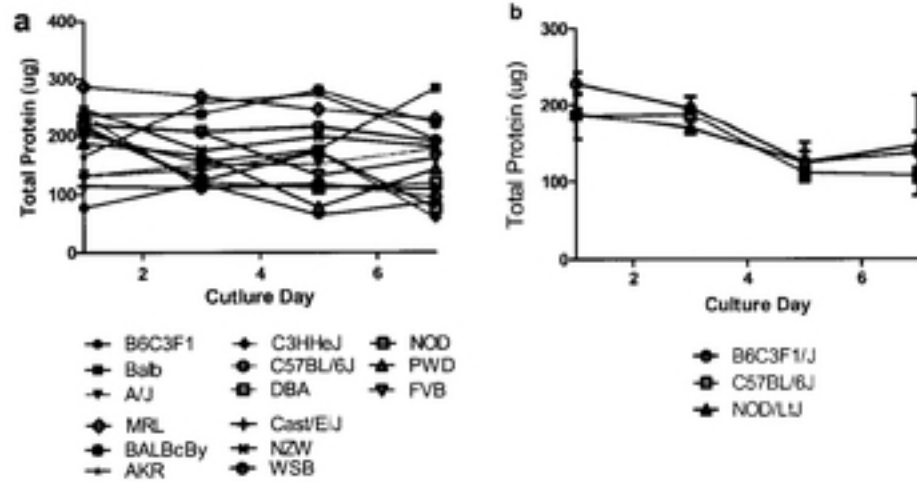 a
400
300
200
100
0
Total Protein (ug)
2 4 6
Cutlure Day
B6C3F1
Balb
A/J
MRL
BALBcBy
AKR
C3HHeJ
C57BL/6J
DBA
Cast/EiJ
NZW
WSB
NOD
PWD
FVB
b
300
200
100
0
Total Protein (ug)
2 4 6
Culture Day
B6C3F1/J
C57BL/6J
NOD/LtJ